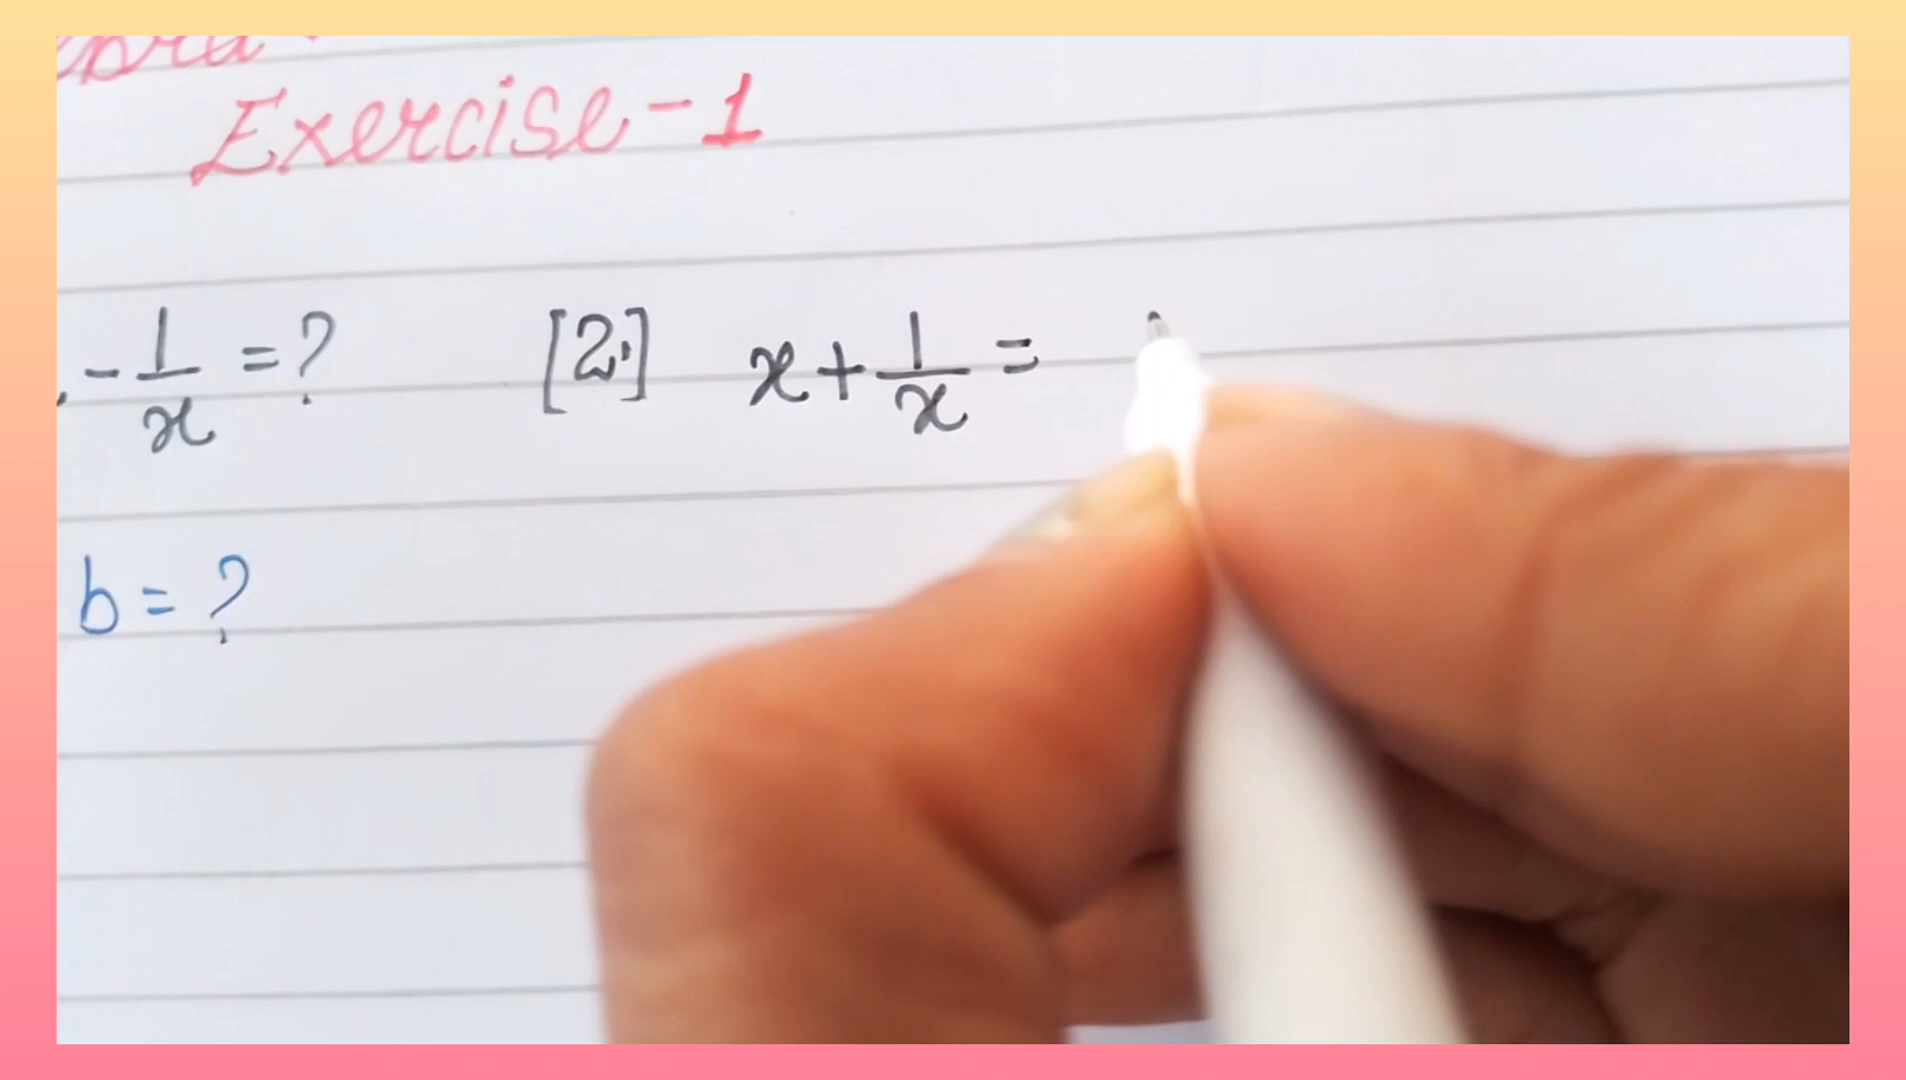 Exercise-1
- 1/x = ? [2.] x + 1/x =
b = ?